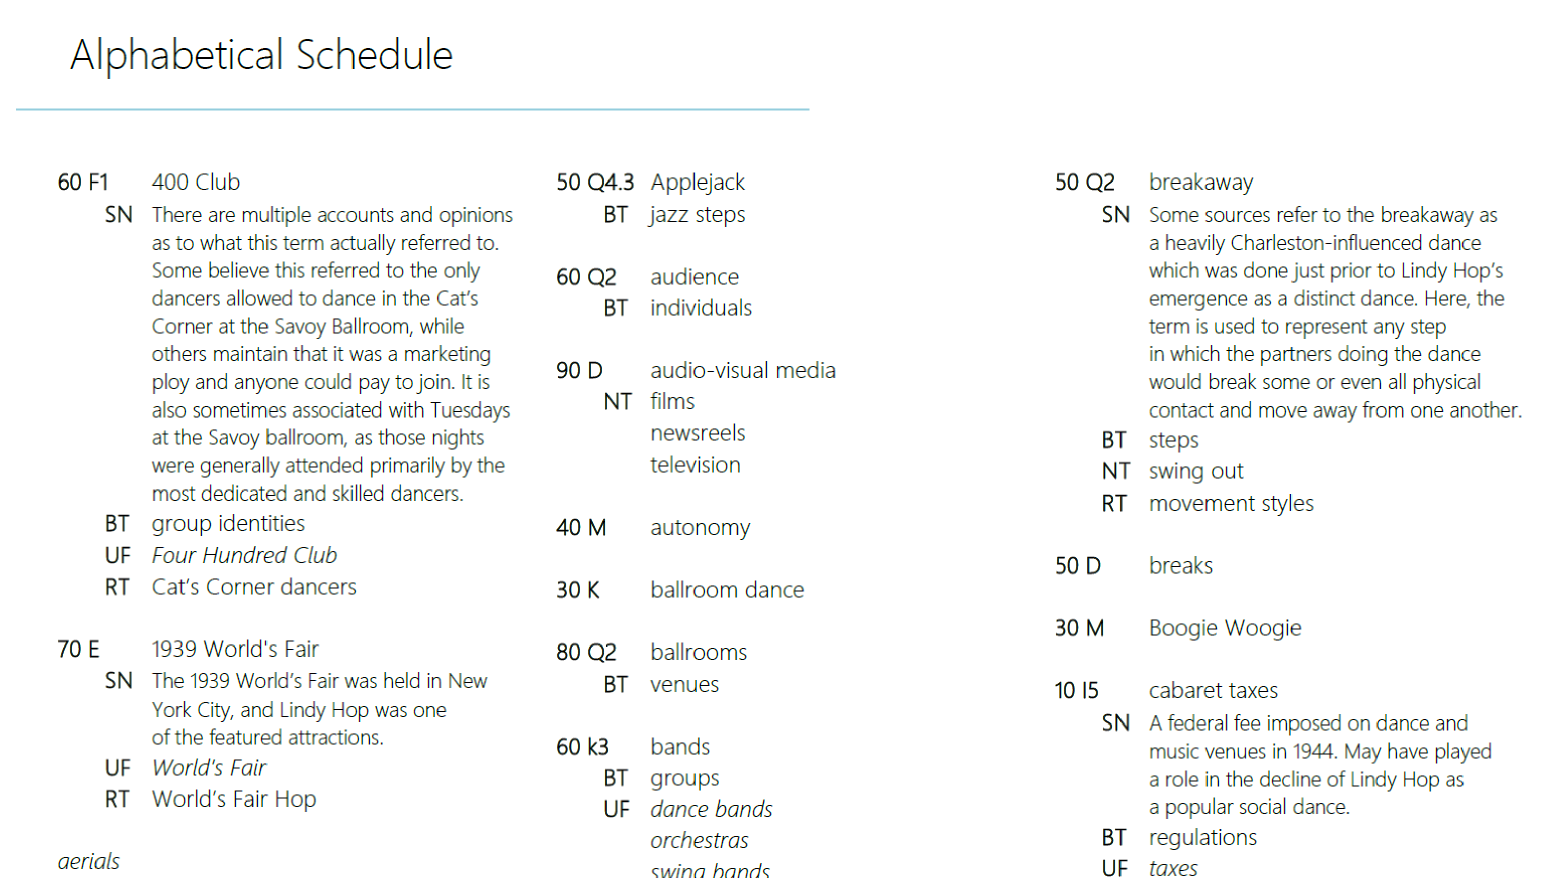 Alphabetical Schedule
60 F1 400 Club
SN There are multiple accounts and opinions
as to what this term actually referred to.
Some believe this referred to the only
dancers allowed to dance in the Cat's
Corner at the Savoy Ballroom, while
others maintain that it was a marketing
ploy and anyone could pay to join. It is
also sometimes associated with Tuesdays
at the Savoy ballroom, as those nights
were generally attended primarily by the
most dedicated and skilled dancers.
BT group identities
UF Four Hundred Club
RT Cat's Corner dancers
70 E 1939 World's Fair
SN The 1939 World's Fair was held in New
York City, and Lindy Hop was one
of the featured attractions.
UF World's Fair
RT World's Fair Hop
aerials
50 Q4.3 Applejack
BT jazz steps
60 Q2 audience
BT individuals
90 D audio-visual media
NT films
newsreels
television
40 M autonomy
30 K ballroom dance
80 Q2 ballrooms
BT venues
60 k3 bands
BT groups
UF dance bands
orchestras
swing bands
50 Q2 breakaway
SN Some sources refer to the breakaway as
a heavily Charleston-influenced dance
which was done just prior to Lindy Hop's
emergence as a distinct dance. Here, the
term is used to represent any step
in which the partners doing the dance
would break some or even all physical
contact and move away from one another.
BT steps
NT swing out
RT movement styles
50 D breaks
30 M Boogie Woogie
10 I5 cabaret taxes
SN A federal fee imposed on dance and
music venues in 1944. May have played
a role in the decline of Lindy Hop as
a popular social dance.
BT regulations
UF taxes